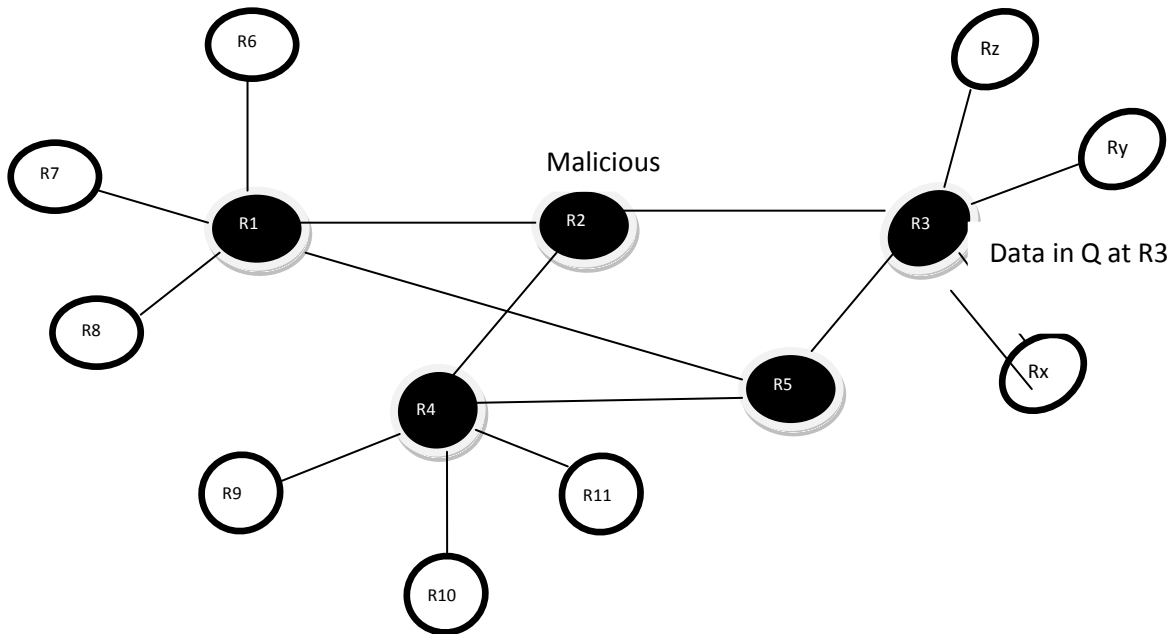 R6
Rz
R7
Malicious
Ry
R1
R2
R3
Data in Q at R3
R8
Rx
R5
R4
R9
R11
R10